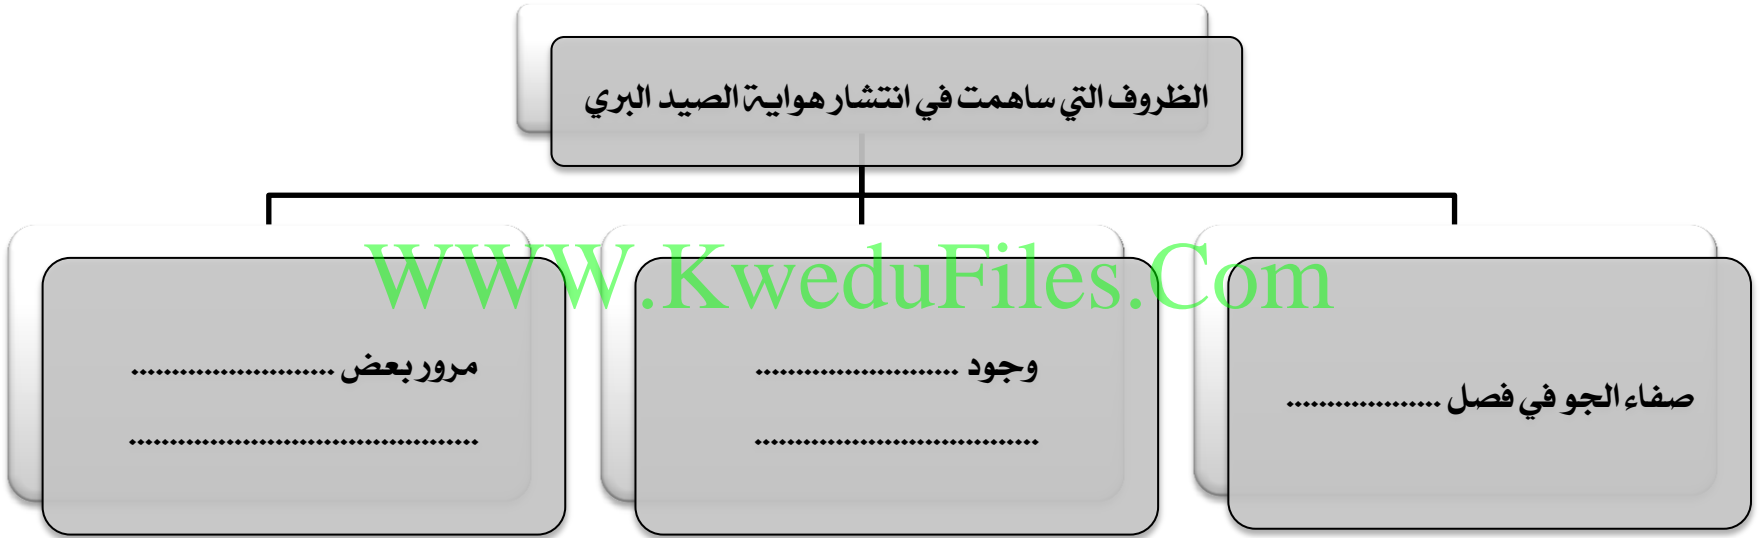 الظروف التي ساهمت في انتشار هواية الصيد البري
WWW.KweduFiles.Com
صفاء الجو في فصل ...................
وجود .........................
...................................
مرور بعض .........................
...........................................